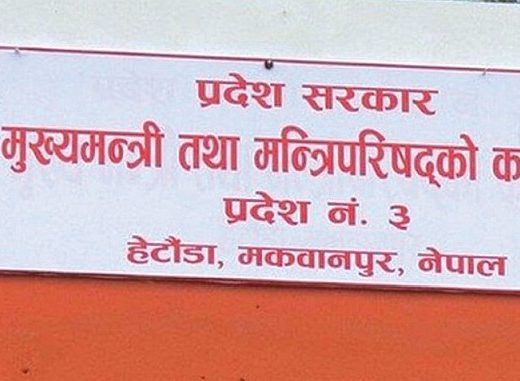 प्रदेश सरकार
मुख्यमन्त्री तथा मन्त्रिपरिषद्को का
प्रदेश नं. ३
हेटौंडा, मकवानपुर, नेपाल